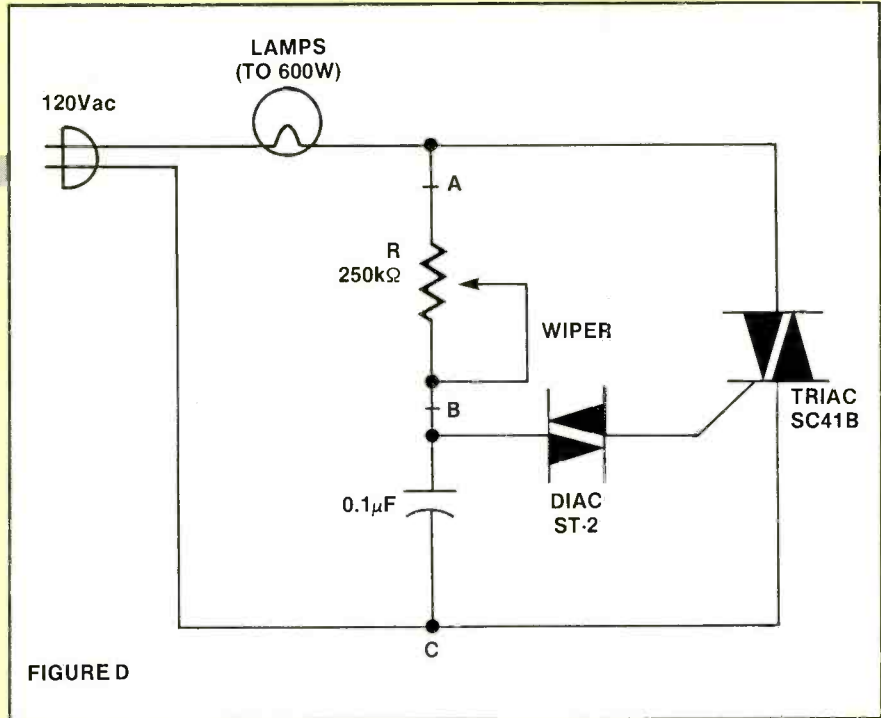 LAMPS
(TO 600W)
120Vac
A
R
250kΩ
WIPER
B
TRIAC
SC41B
0.1μF
DIAC
ST-2
C
FIGURE D